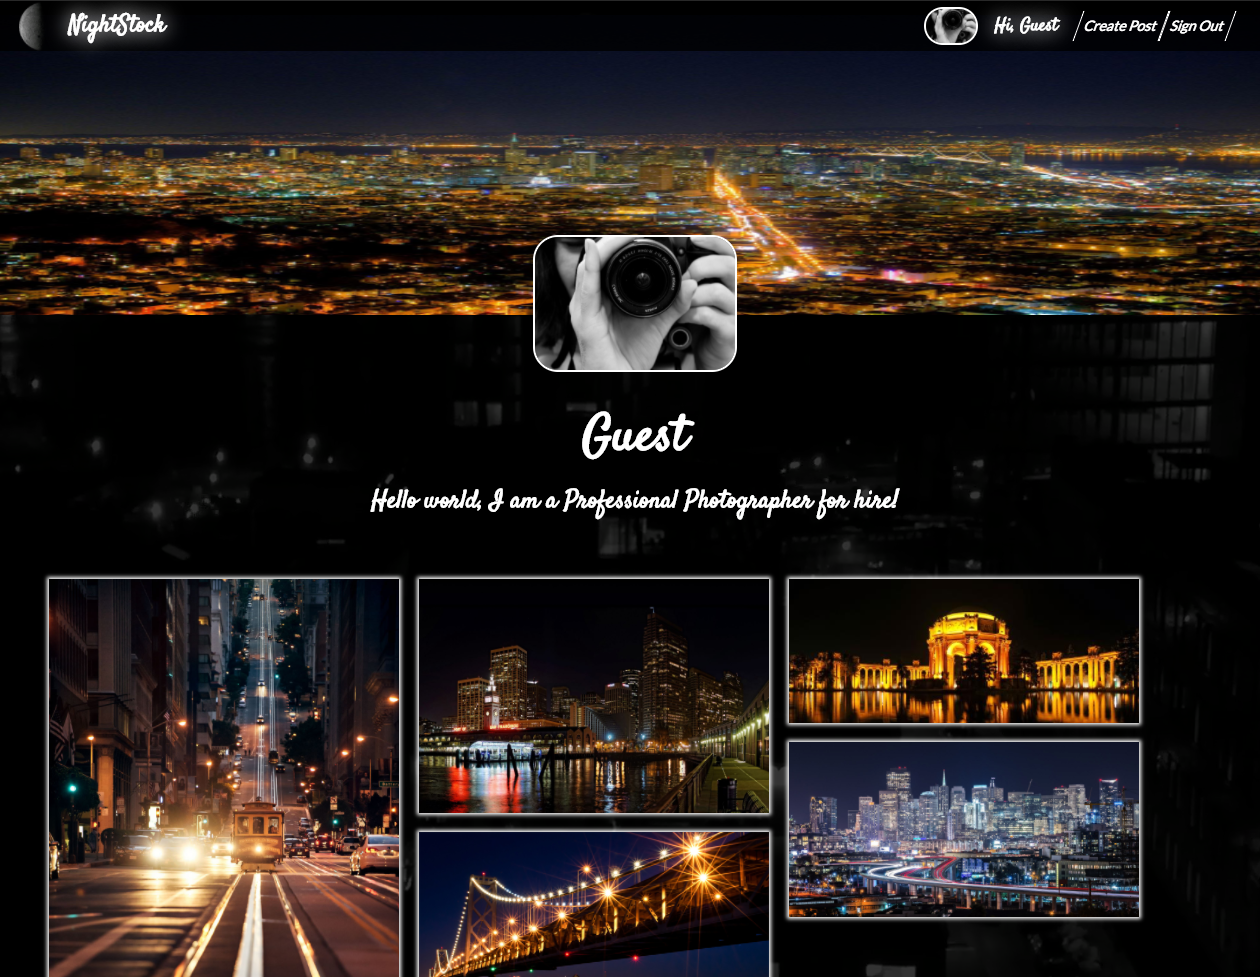 NightStock
Hi, Guest
Create Post
Sign Out
Guest
Hello world, I am a Professional Photographer for hire!